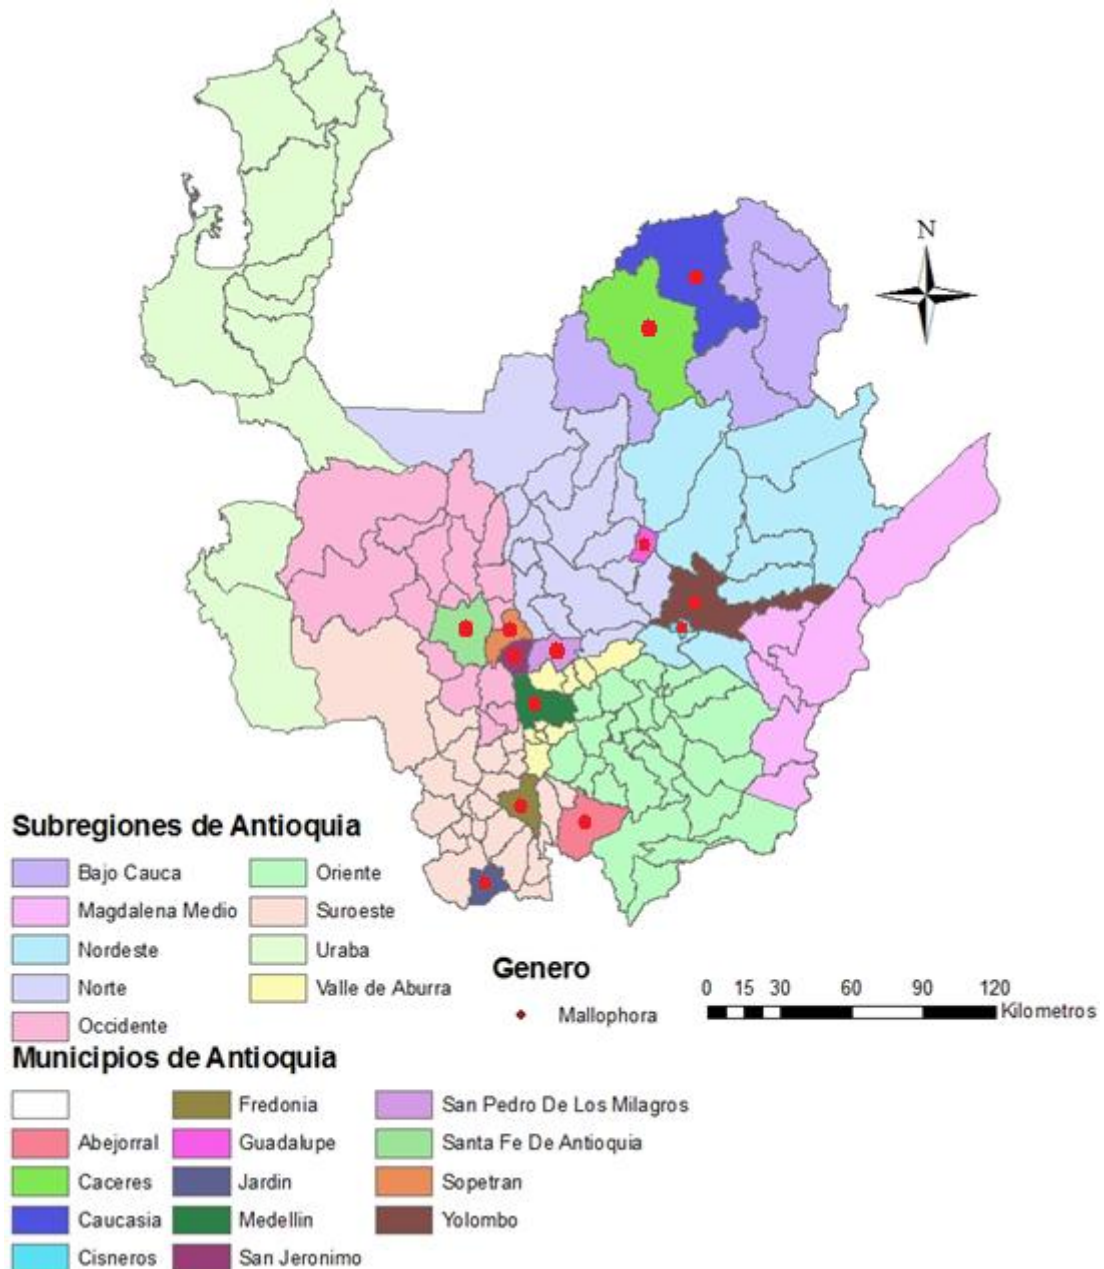 N
Subregiones de Antioquia
Bajo Cauca
Magdalena Medio
Nordeste
Norte
Occidente
Oriente
Suroeste
Uraba
Valle de Aburra
Genero
Mallophora
0 15 30 60 90 120
Kilometros
Municipios de Antioquia
Abejorral
Caceres
Caucasia
Cisneros
Fredonia
Guadalupe
Jardin
Medellin
San Jeronimo
San Pedro De Los Milagros
Santa Fe De Antioquia
Sopetran
Yolombo